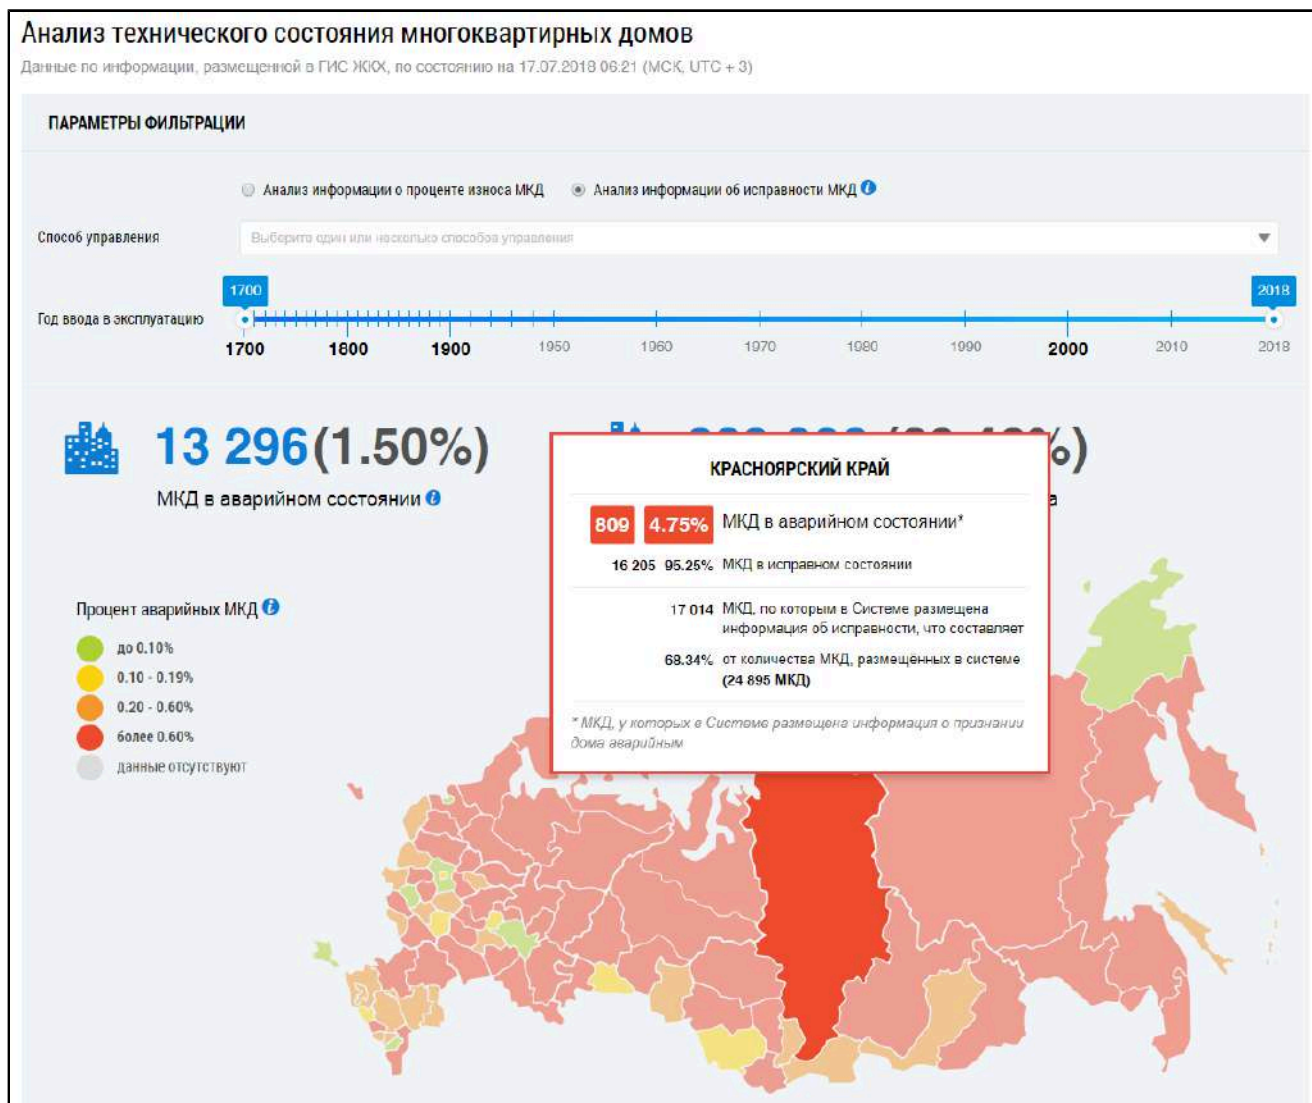 Анализ технического состояния многоквартирных домов
Данные по информации, размещенной в ГИС ЖКХ, по состоянию на 17.07.2018 06:21 (МСК, UTC + 3)
ПАРАМЕТРЫ ФИЛЬТРАЦИИ
Анализ информации о проценте износа МКД Анализ информации об исправности МКД
Способ управления Выберите один или несколько способов управления
1700 2018
Год ввода в эксплуатацию
1700 1800 1900 1950 1960 1970 1980 1990 2000 2010 2018
13 296 (1.50%) %)
МКД в аварийном состоянии
КРАСНОЯРСКИЙ КРАЙ
809 4.75% МКД в аварийном состоянии*
16 205 95.25% МКД в исправном состоянии
17 014 МКД, по которым в Системе размещена
информация об исправности, что составляет
68.34% от количества МКД, размещённых в системе
(24 895 МКД)
* МКД, у которых в Системе размещена информация о признании
дома аварийным
Процент аварийных МКД
до 0.10%
0.10 - 0.19%
0.20 - 0.60%
более 0.60%
данные отсутствуют